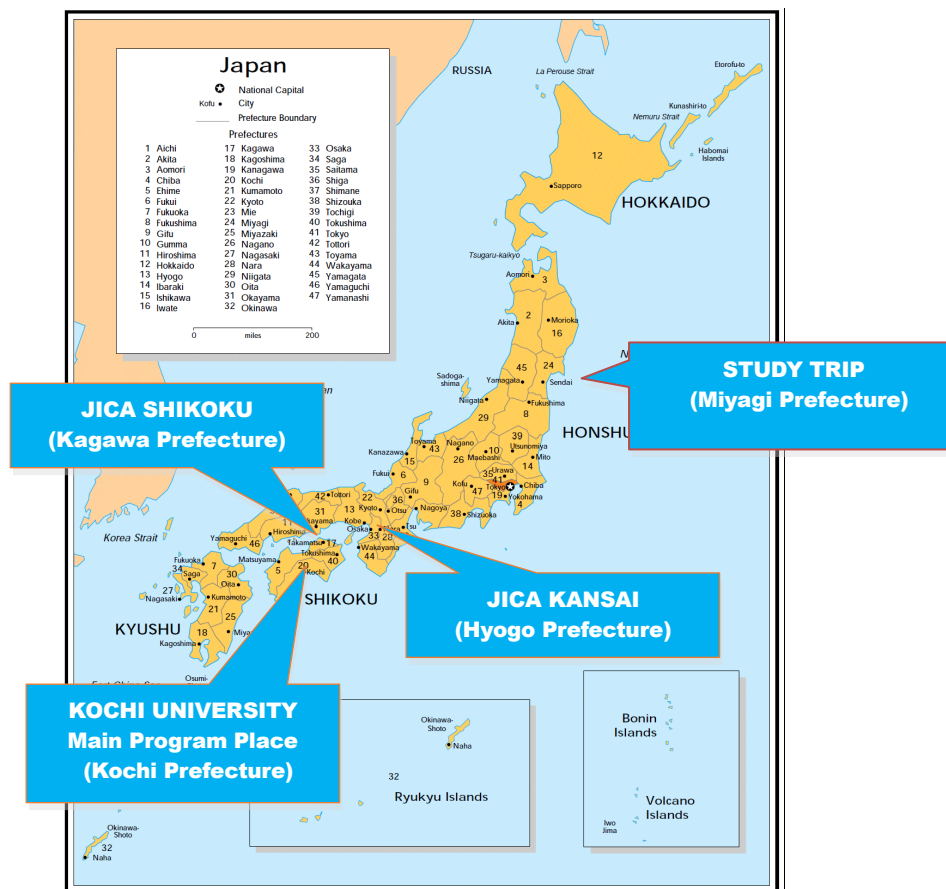 Japan
National Capital
Kofu • City
Prefecture Boundary
Prefectures
1 Aichi
2 Akita
3 Aomori
4 Chiba
5 Ehime
6 Fukui
7 Fukuoka
8 Fukushima
9 Gifu
10 Gumma
11 Hiroshima
12 Hokkaido
13 Hyogo
14 Ibaraki
15 Ishikawa
16 Iwate
17 Kagawa
18 Kagoshima
19 Kanagawa
20 Kochi
21 Kumamoto
22 Kyoto
23 Mie
24 Miyagi
25 Miyazaki
26 Nagano
27 Nagasaki
28 Nara
29 Niigata
30 Oita
31 Okayama
32 Okinawa
33 Osaka
34 Saga
35 Saitama
36 Shiga
37 Shimane
38 Shizouka
39 Tochigi
40 Tokushima
41 Tokyo
42 Tottori
43 Toyama
44 Wakayama
45 Yamagata
46 Yamaguchi
47 Yamanashi
0 miles 200
RUSSIA
La Perouse Strait
Etorofu-to
Kunashiri-to
Nemuru Strait
Habomai
Islands
12
Sapporo
HOKKAIDO
Tsugaru-kaikyo
Aomori
3
2
Akita
Morioka
16
45
24
Yamagata
Sendai
Sadoga-
shima
Niigata
29
Fukushima
8
STUDY TRIP
(Miyagi Prefecture)
HONSHU
JICA SHIKOKU
(Kagawa Prefecture)
Toyama
43
Nagano
10
Maebashi
39
Utsunomiya
Mito
14
Kanazawa
15
26
35
Urawa
41
Tokyo
Chiba
4
19
Yokohama
Fukui
6
9
Gifu
Kofu
47
38
Shizuoka
Nagoya
42
Tottori
22
36
Kyoto
Otsu
31
13
Kobe
Osaka
33
28
Tsu
Wakayama
44
11
Hiroshima
Yamaguchi
46
Takamatsu
17
Tokushima
40
Matsuyama
5
20
Kochi
SHIKOKU
Korea Strait
Fukuoka
7
34
Saga
30
Oita
27
Nagasaki
Kumamoto
21
25
18
Kagoshima
KYUSHU
JICA KANSAI
(Hyogo Prefecture)
KOCHI UNIVERSITY
Main Program Place
(Kochi Prefecture)
Okinawa-
Shoto
Naha
32
Ryukyu Islands
Bonin
Islands
Volcano
Islands
Iwo
Jima
Okinawa-
Shoto
32
Naha